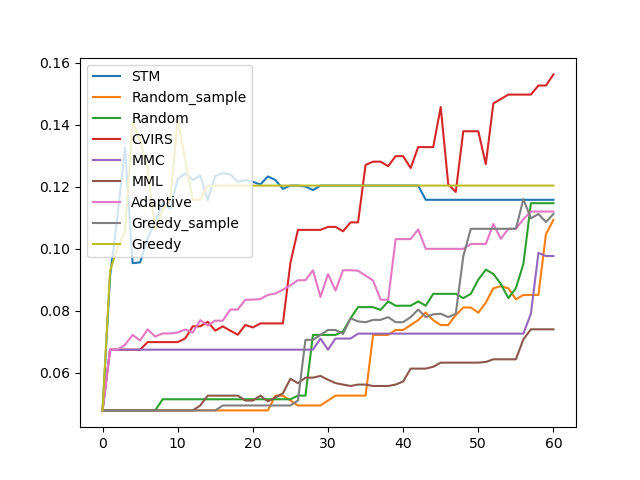 0.16
0.14
0.12
0.10
0.08
0.06
STM
Random_sample
Random
CVIRS
MMC
MML
Adaptive
Greedy_sample
Greedy
0 10 20 30 40 50 60